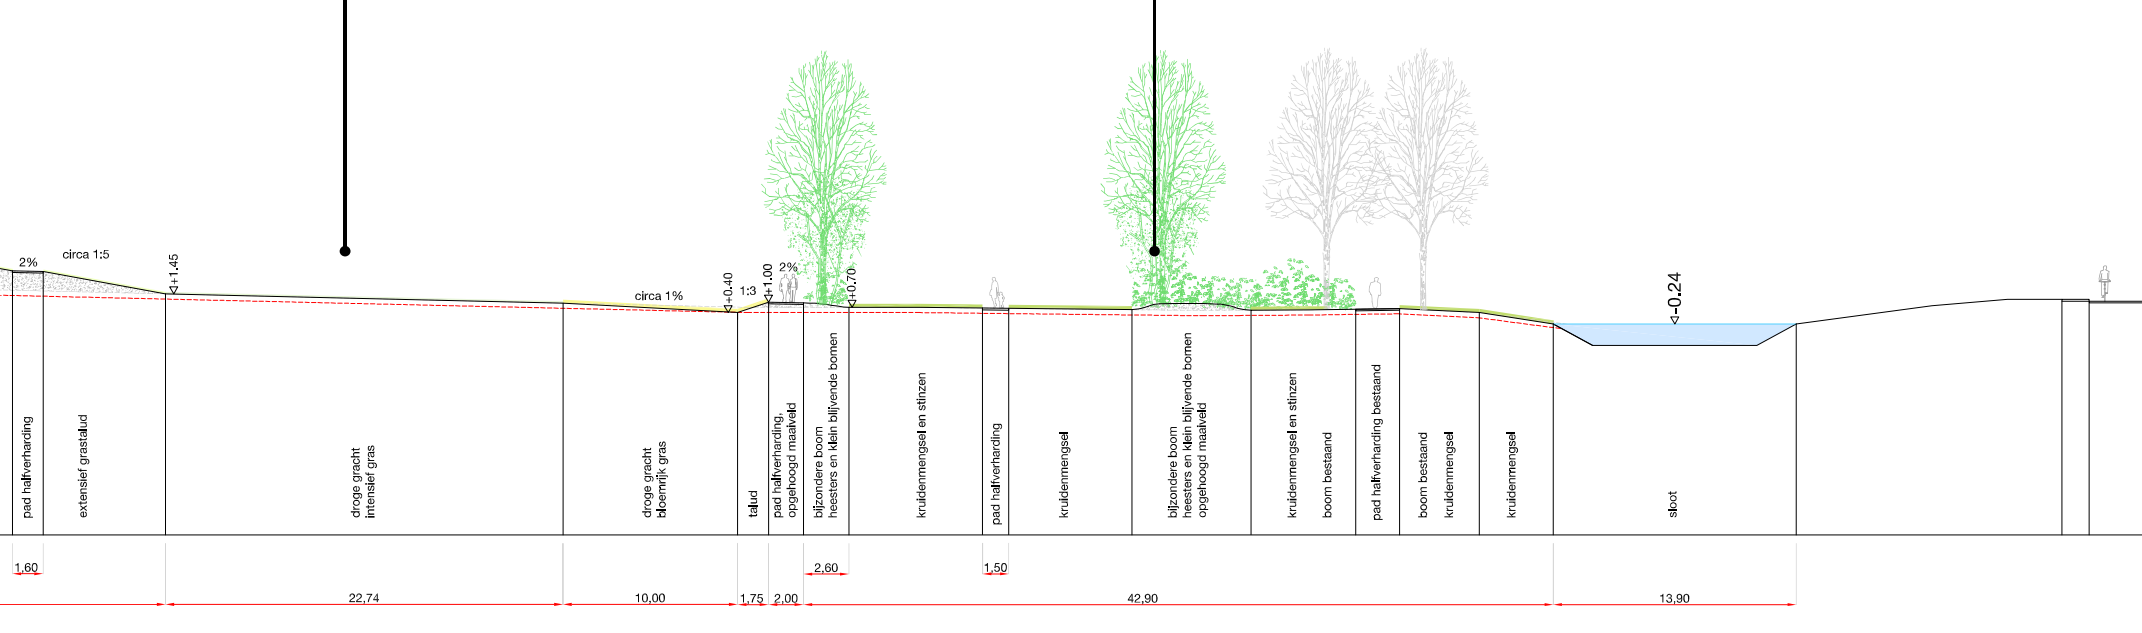 2%
circa 1:5
+1.45
circa 1%
+0.40
1:3
+1.00
2%
+0.70
-0.24
pad halfverharding
extensief grastalud
droge gracht
intensief gras
droge gracht
bloemrijk gras
talud
pad halfverharding,
opgehoogd maaiveld
bijzondere boom
heesters en klein blijvende bomen
kruidenmengsel en stinzen
pad halfverharding
kruidenmengsel
bijzondere boom
heesters en klein blijvende bomen
opgehoogd maaiveld
kruidenmengsel en stinzen
boom bestaand
pad halfverharding bestaand
boom bestaand
kruidenmengsel
kruidenmengsel
sloot
1,60
2,60
1,50
22,74
10,00
1,75
2,00
42,90
13,90